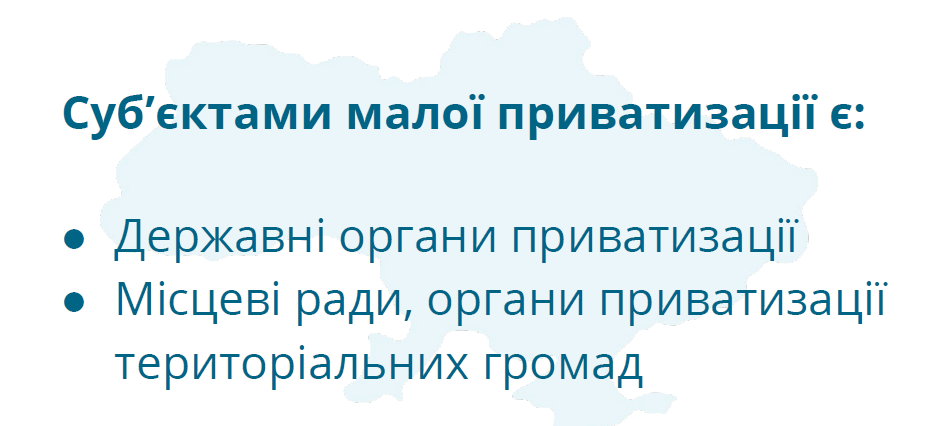 Суб’єктами малої приватизації є:
● Державні органи приватизації
● Місцеві ради, органи приватизації
територіальних громад